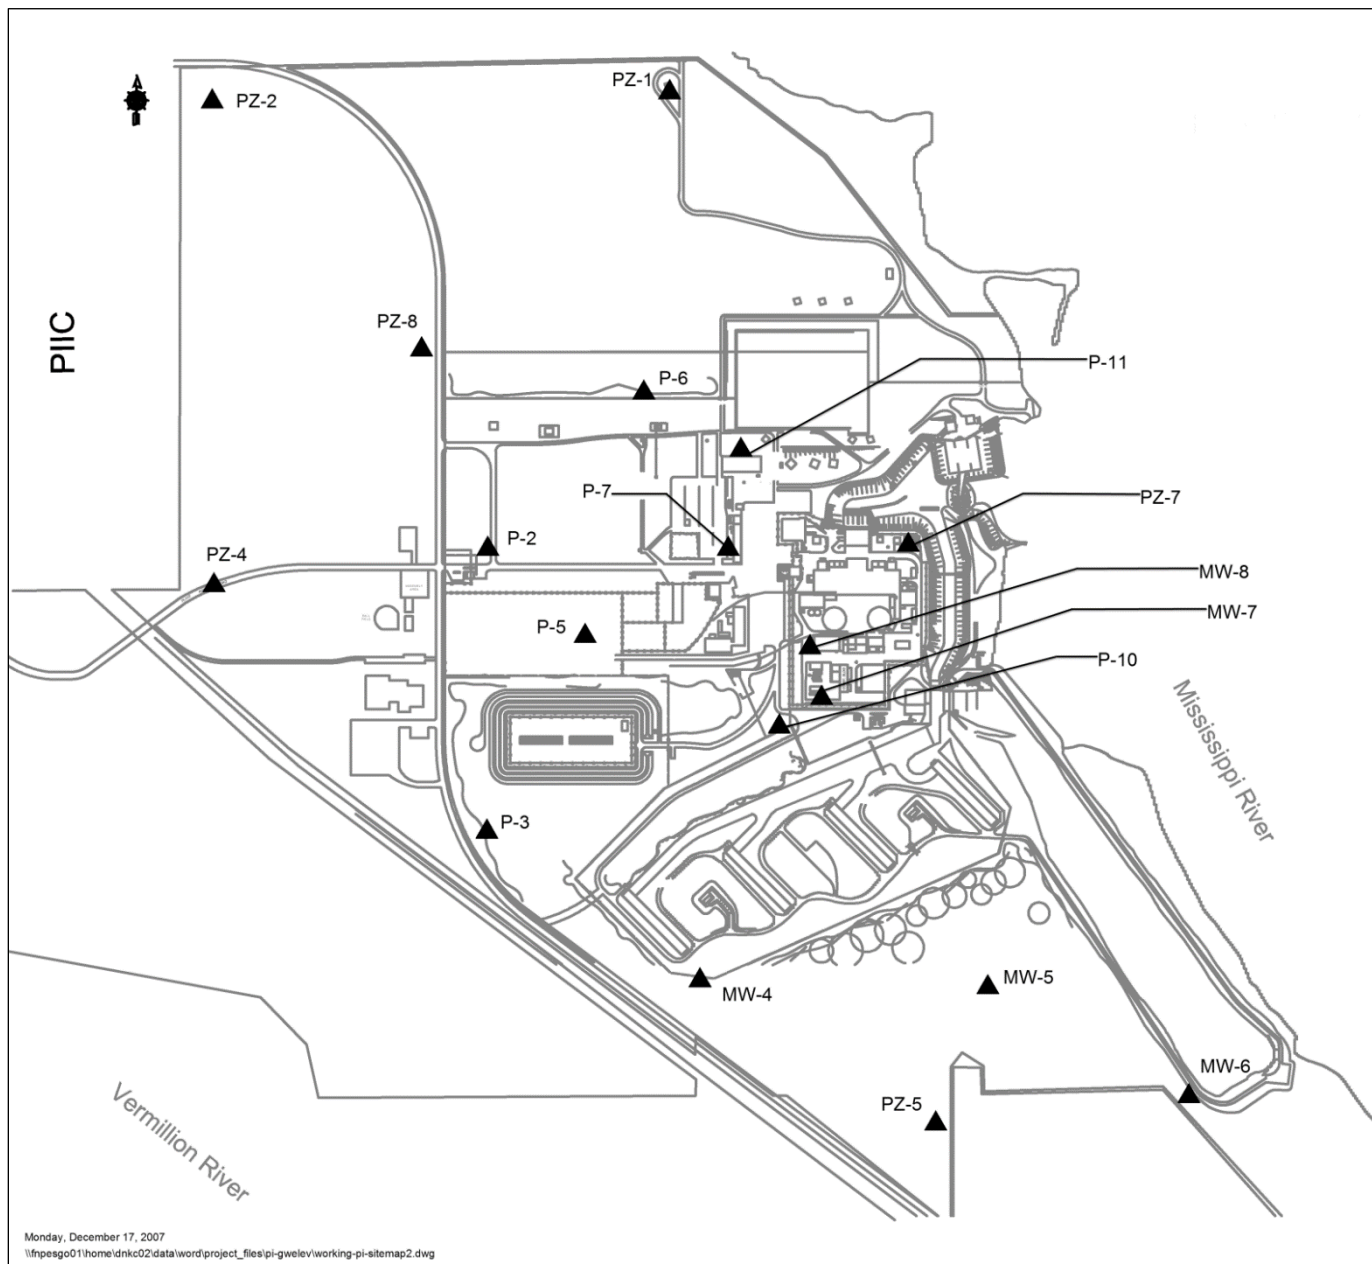 PZ-1
PZ-2
PIIC
PZ-8
P-11
P-6
P-7
PZ-7
P-2
MW-8
PZ-4
MW-7
P-5
P-10
Mississippi River
P-3
MW-5
MW-4
MW-6
PZ-5
Vermillion River
Monday, December 17, 2007
\\fnpesgo01\home\dnkc02\data\word\project_files\pi-gwelev\working-pi-sitemap2.dwg